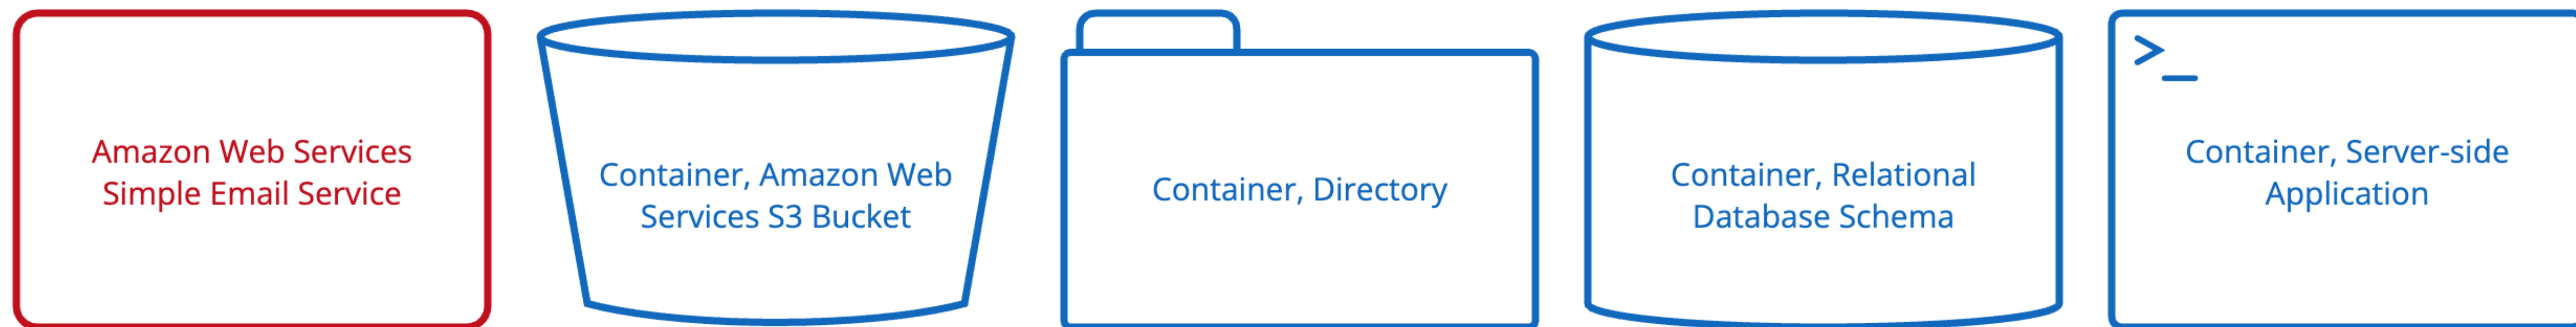 Amazon Web Services
Simple Email Service
Container, Amazon Web
Services S3 Bucket
Container, Directory
Container, Relational
Database Schema
>_
Container, Server-side
Application